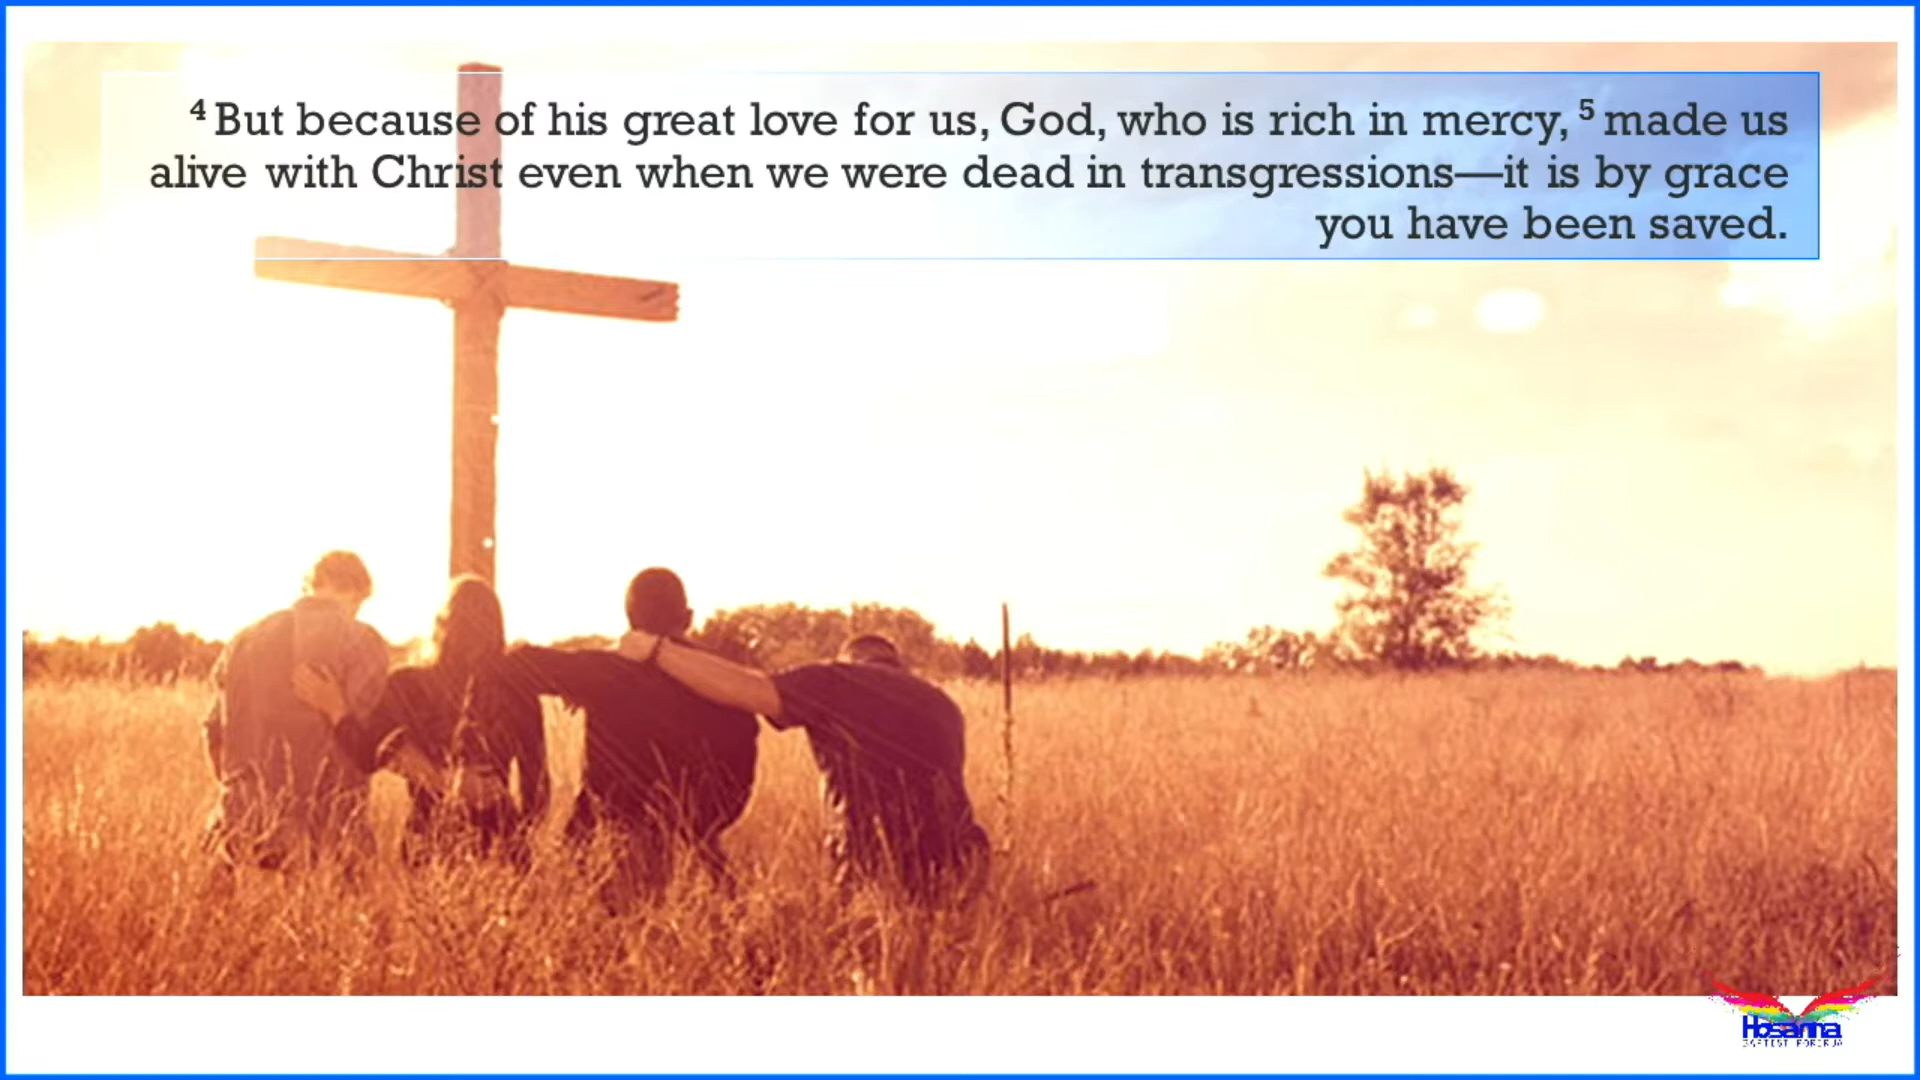 ⁴ But because of his great love for us, God, who is rich in mercy, ⁵ made us
alive with Christ even when we were dead in transgressions—it is by grace
you have been saved.
Hosanna